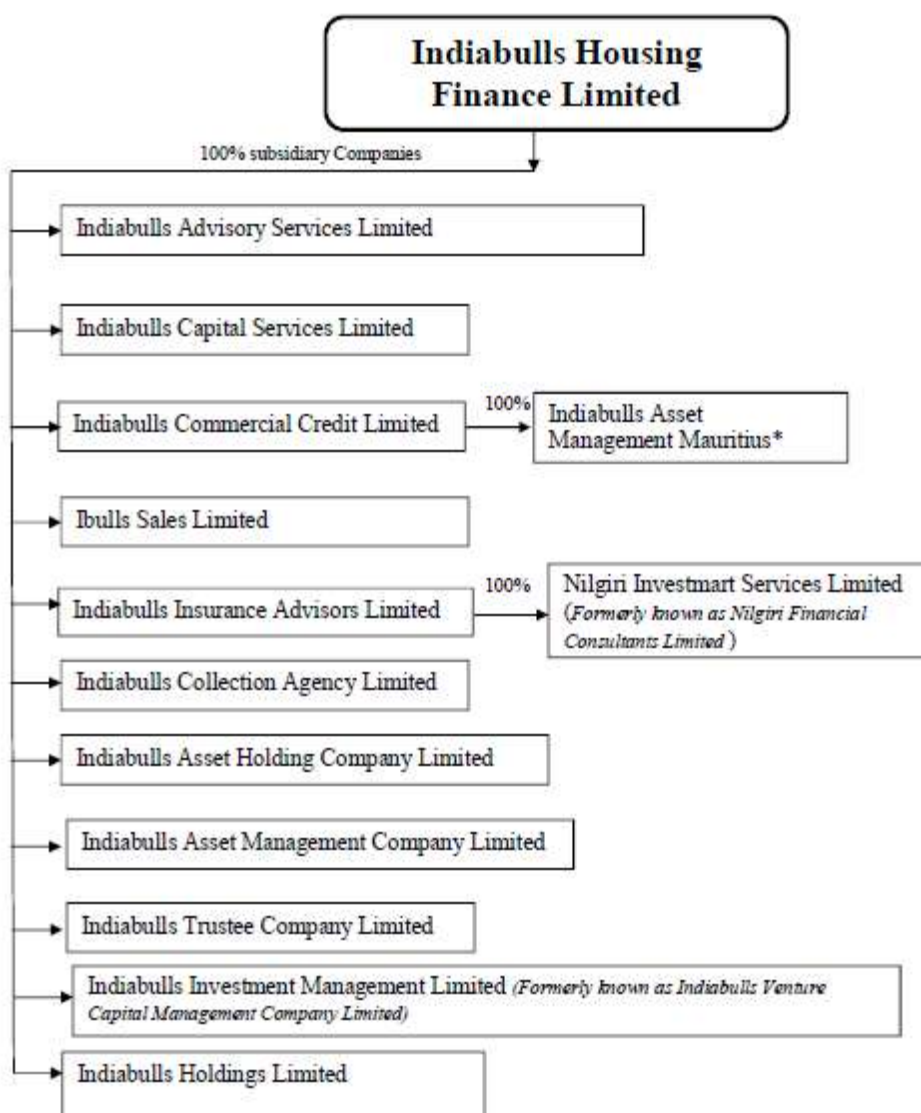 Indiabulls Housing
Finance Limited
100% subsidiary Companies
Indiabulls Advisory Services Limited
Indiabulls Capital Services Limited
Indiabulls Commercial Credit Limited
100%
Indiabulls Asset
Management Mauritius*
Ibulls Sales Limited
Indiabulls Insurance Advisors Limited
100%
Nilgiri Investmart Services Limited
(Formerly known as Nilgiri Financial
Consultants Limited )
Indiabulls Collection Agency Limited
Indiabulls Asset Holding Company Limited
Indiabulls Asset Management Company Limited
Indiabulls Trustee Company Limited
Indiabulls Investment Management Limited (Formerly known as Indiabulls Venture
Capital Management Company Limited)
Indiabulls Holdings Limited